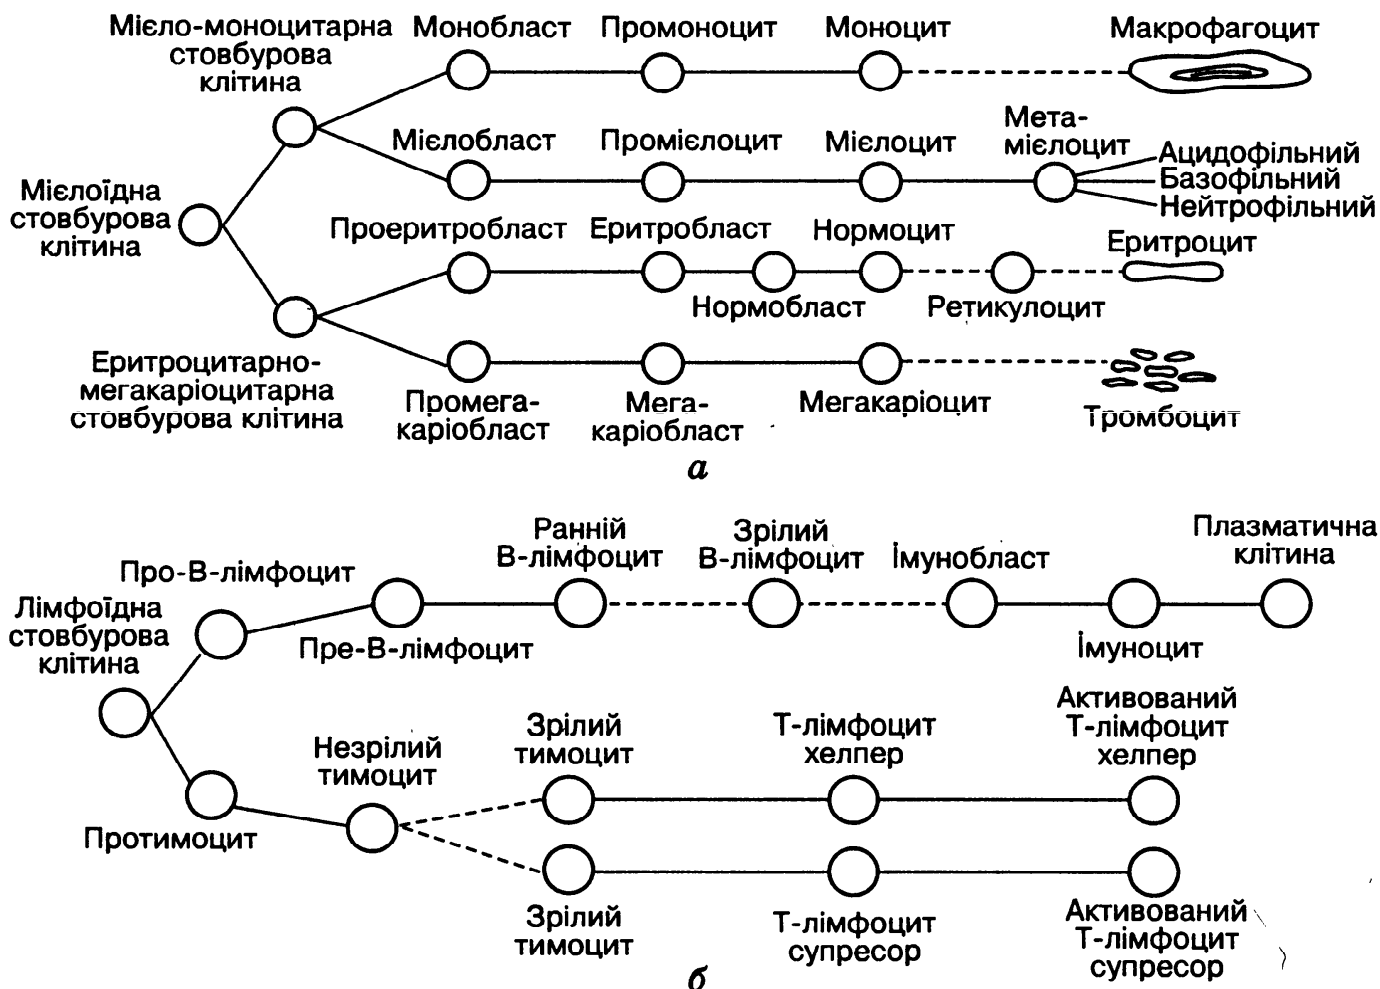 Мієло-моноцитарна
стовбурова
клітина
Монобласт
Промоноцит
Моноцит
Макрофагоцит
Мієлобласт
Промієлоцит
Мієлоцит
Мета-
мієлоцит
Ацидофільний
Базофільний
Нейтрофільний
Мієлоїдна
стовбурова
клітина
Проеритробласт
Еритробласт
Нормоцит
Еритроцит
Нормобласт
Ретикулоцит
Еритроцитарно-
мегакаріоцитарна
стовбурова клітина
Промега-
каріобласт
Мега-
каріобласт
Мегакаріоцит
Тромбоцит
а
Про-В-лімфоцит
Ранній
В-лімфоцит
Зрілий
В-лімфоцит
Імунобласт
Плазматична
клітина
Лімфоїдна
стовбурова
клітина
Пре-В-лімфоцит
Імуноцит
Незрілий
тимоцит
Зрілий
тимоцит
Т-лімфоцит
хелпер
Активований
Т-лімфоцит
хелпер
Протимоцит
Зрілий
тимоцит
Т-лімфоцит
супресор
Активований
Т-лімфоцит
супресор
б